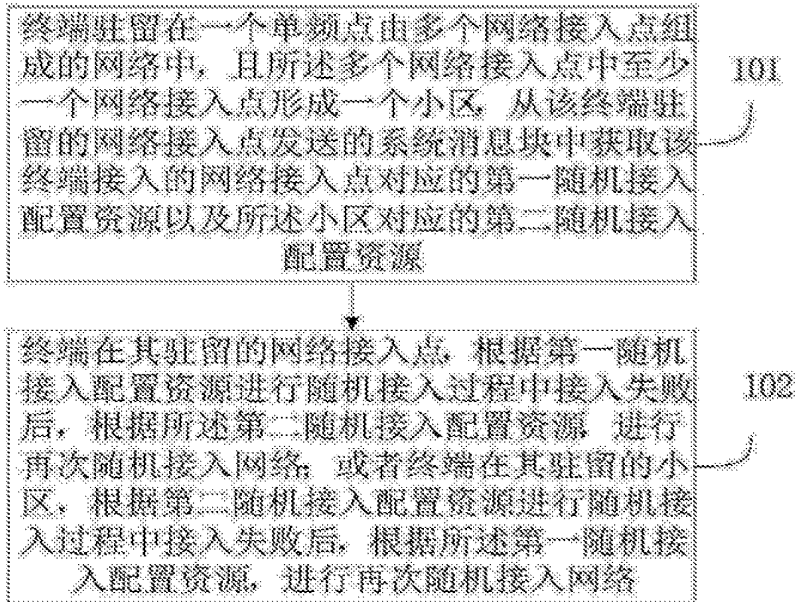 终端驻留在一个单频点由多个网络接入点组
成的网络中，且所述多个网络接入点中至少
一个网络接入点形成一个小区，从该终端驻
留的网络接入点发送的系统消息块中获取该
终端接入的网络接入点对应的第一随机接入
配置资源以及所述小区对应的第二随机接入
配置资源
101
终端在其驻留的网络接入点，根据第一随机
接入配置资源进行随机接入过程中接入失败
后，根据所述第二随机接入配置资源，进行
再次随机接入网络；或者终端在其驻留的小
区，根据第二随机接入配置资源进行随机接
入过程中接入失败后，根据所述第一随机接
入配置资源，进行再次随机接入网络
102